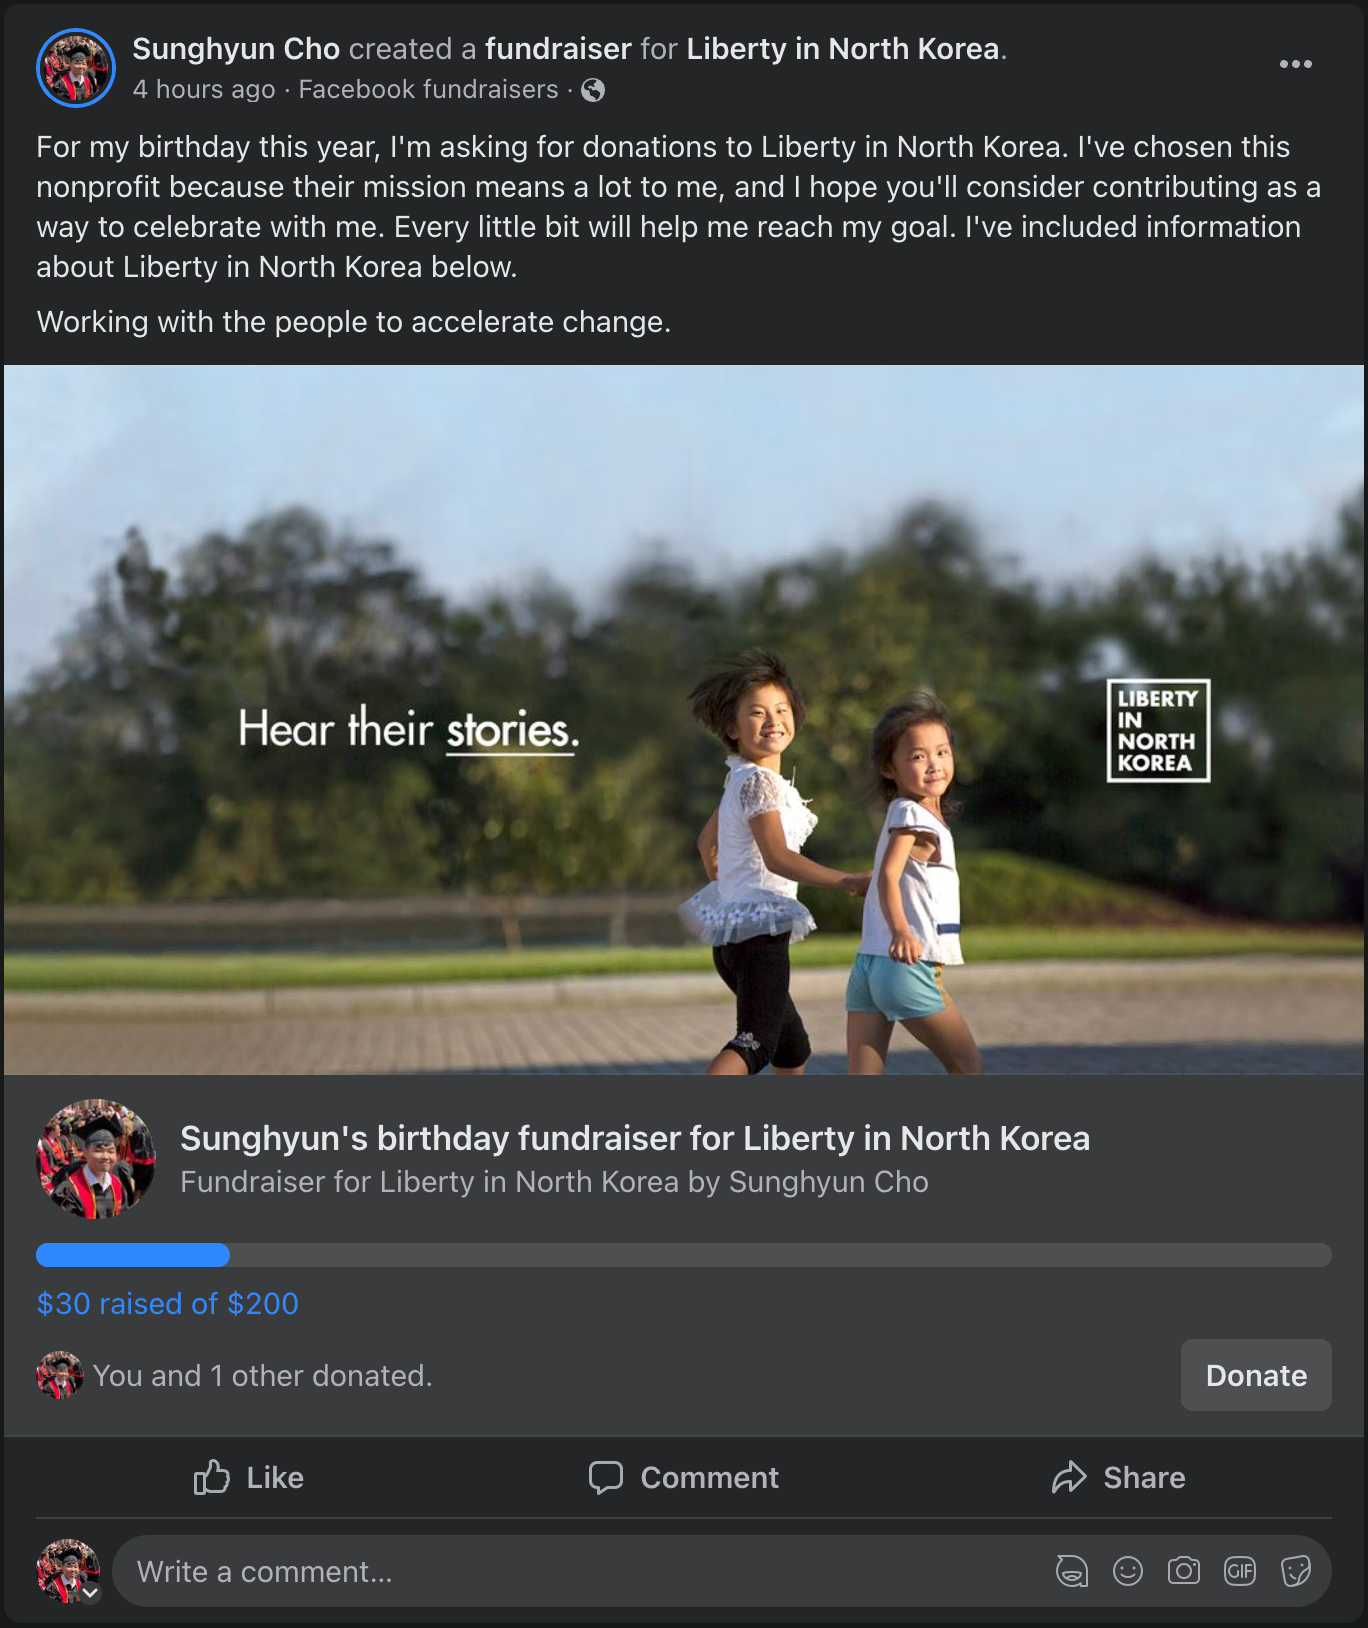 Sunghyun Cho created a fundraiser for Liberty in North Korea.
4 hours ago · Facebook fundraisers ·
For my birthday this year, I'm asking for donations to Liberty in North Korea. I've chosen this
nonprofit because their mission means a lot to me, and I hope you'll consider contributing as a
way to celebrate with me. Every little bit will help me reach my goal. I've included information
about Liberty in North Korea below.
Working with the people to accelerate change.
Hear their stories.
LIBERTY
IN
NORTH
KOREA
Sunghyun's birthday fundraiser for Liberty in North Korea
Fundraiser for Liberty in North Korea by Sunghyun Cho
$30 raised of $200
You and 1 other donated.
Donate
Like
Comment
Share
Write a comment...
GIF